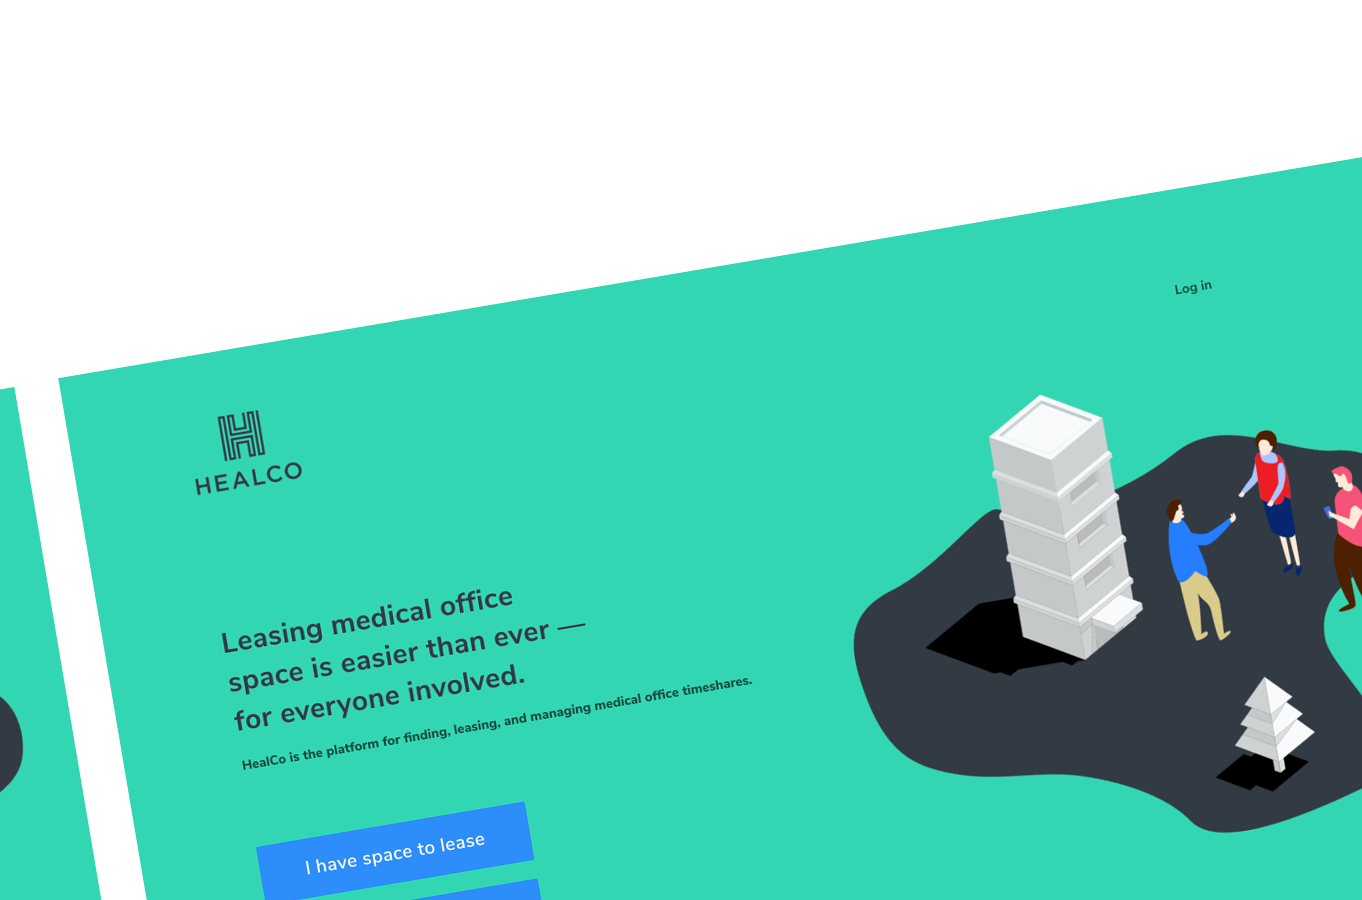 Log in
HEALCO
Leasing medical office
space is easier than ever —
for everyone involved.
HealCo is the platform for finding, leasing, and managing medical office timeshares.
I have space to lease